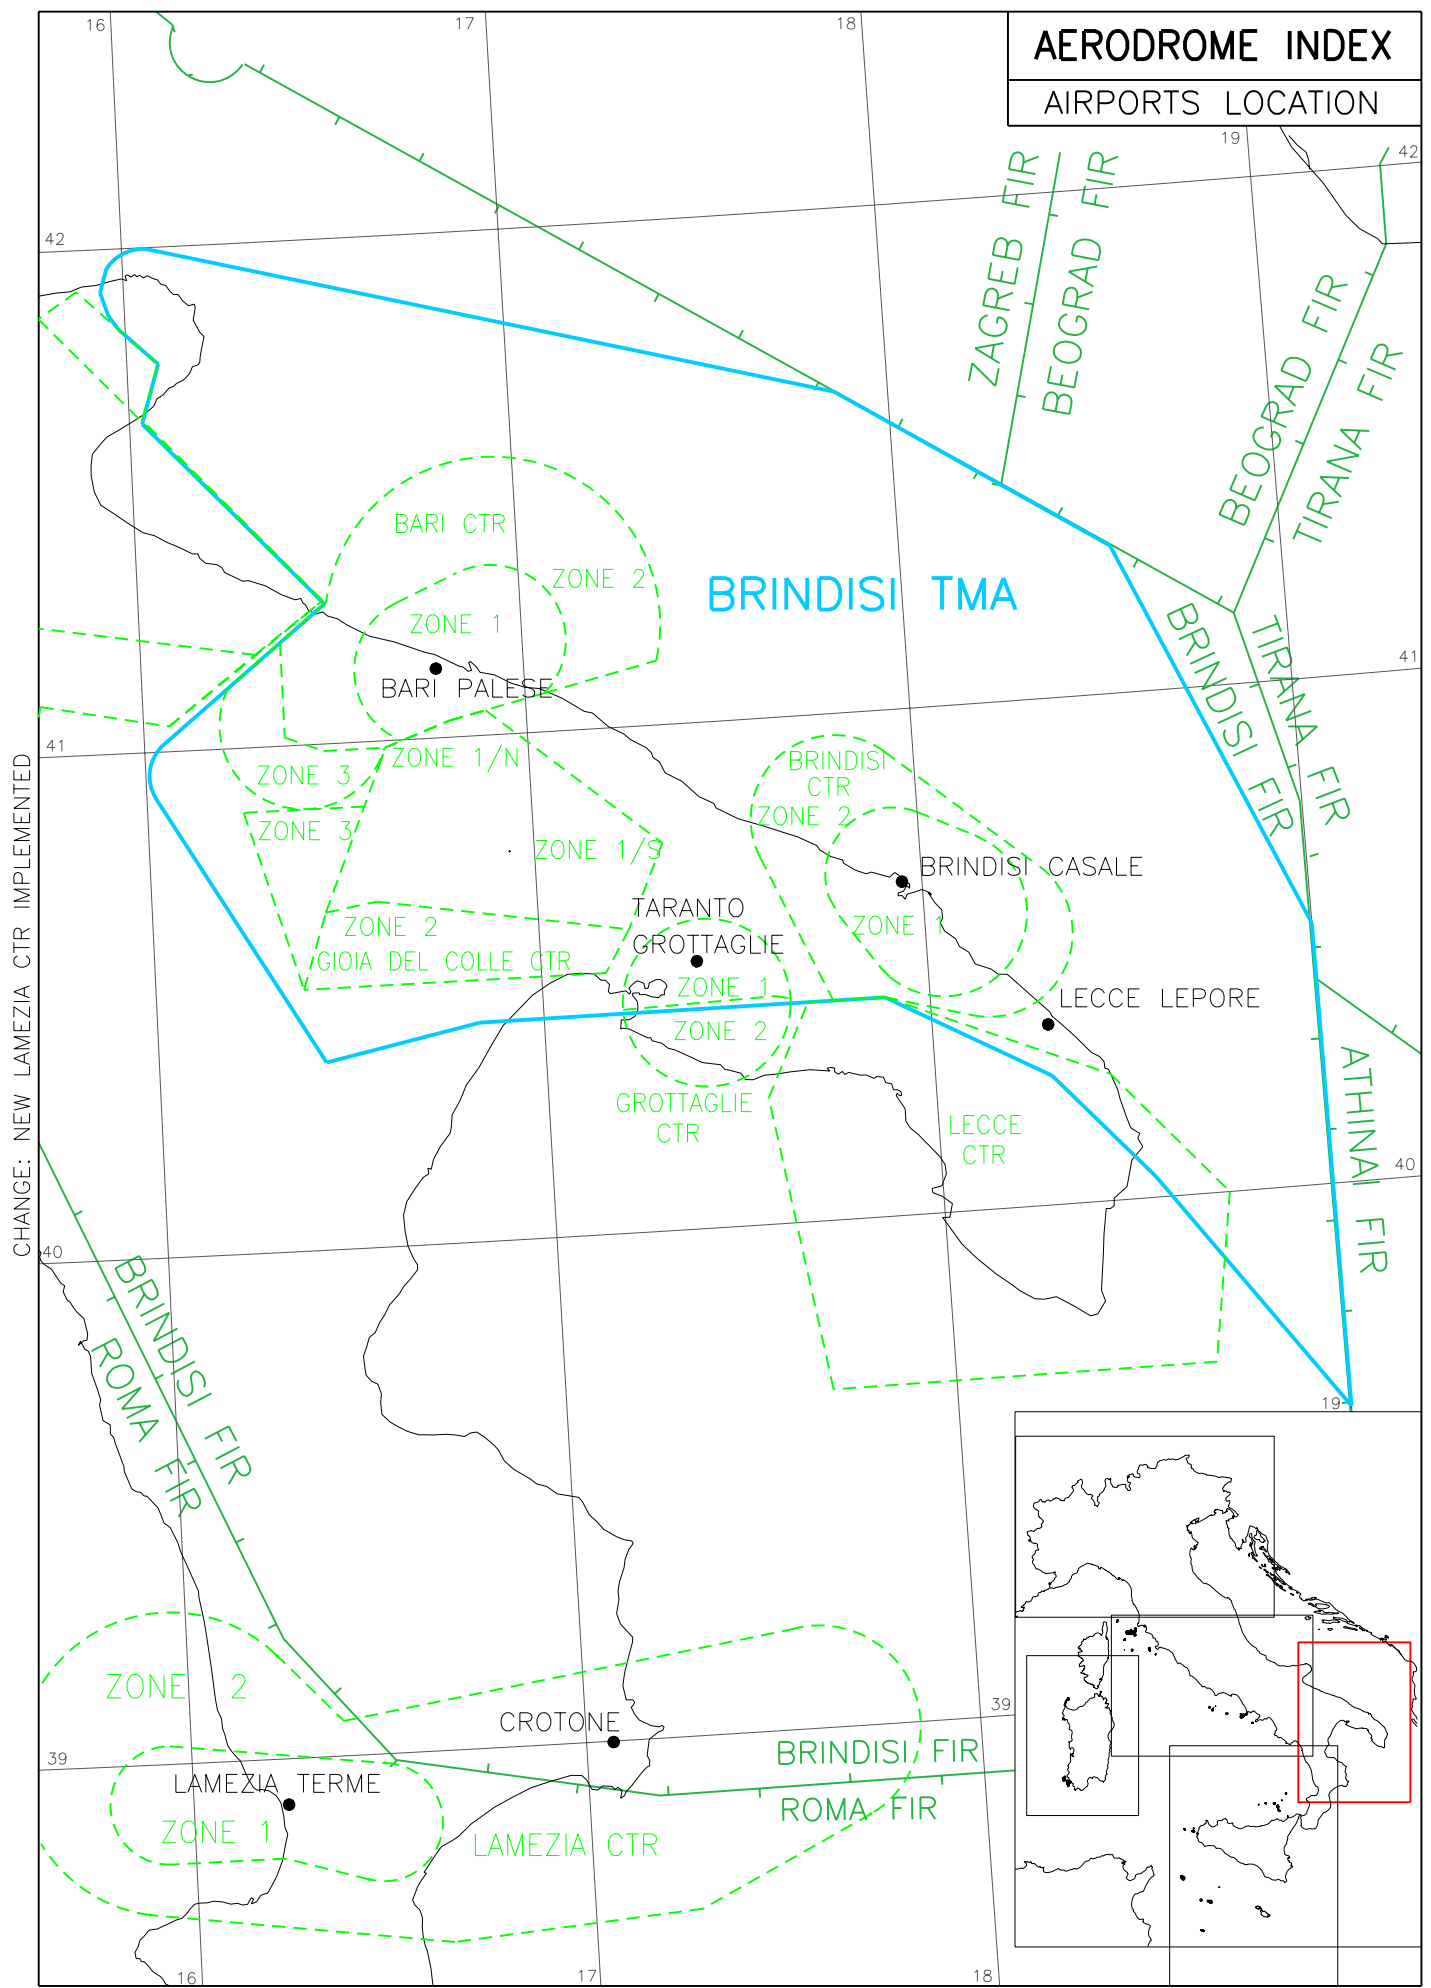 16
17
18
AERODROME INDEX
AIRPORTS LOCATION
19
42
ZAGREB FIR
BEOGRAD FIR
42
BEOGRAD FIR
TIRANA FIR
BARI CTR
ZONE 2
BRINDISI TMA
ZONE 1
BARI PALESE
TIRANA FIR
BRINDISI FIR
41
41
ZONE 1/N
ZONE 3
BRINDISI
CTR
ZONE 2
ZONE 3
ZONE 1/S
BRINDISI CASALE
TARANTO
GROTTAGLIE
ZONE 2
ZONE 1
GIOIA DEL COLLE CTR
ZONE 1
LECCE LEPORE
ZONE 2
GROTTAGLIE
CTR
LECCE
CTR
ATHINAI FIR
40
40
CHANGE: NEW LAMEZIA CTR IMPLEMENTED
BRINDISI FIR
ROMA FIR
19
ZONE 2
39
CROTONE
BRINDISI FIR
39
LAMEZIA TERME
ROMA FIR
ZONE 1
LAMEZIA CTR
16
17
18